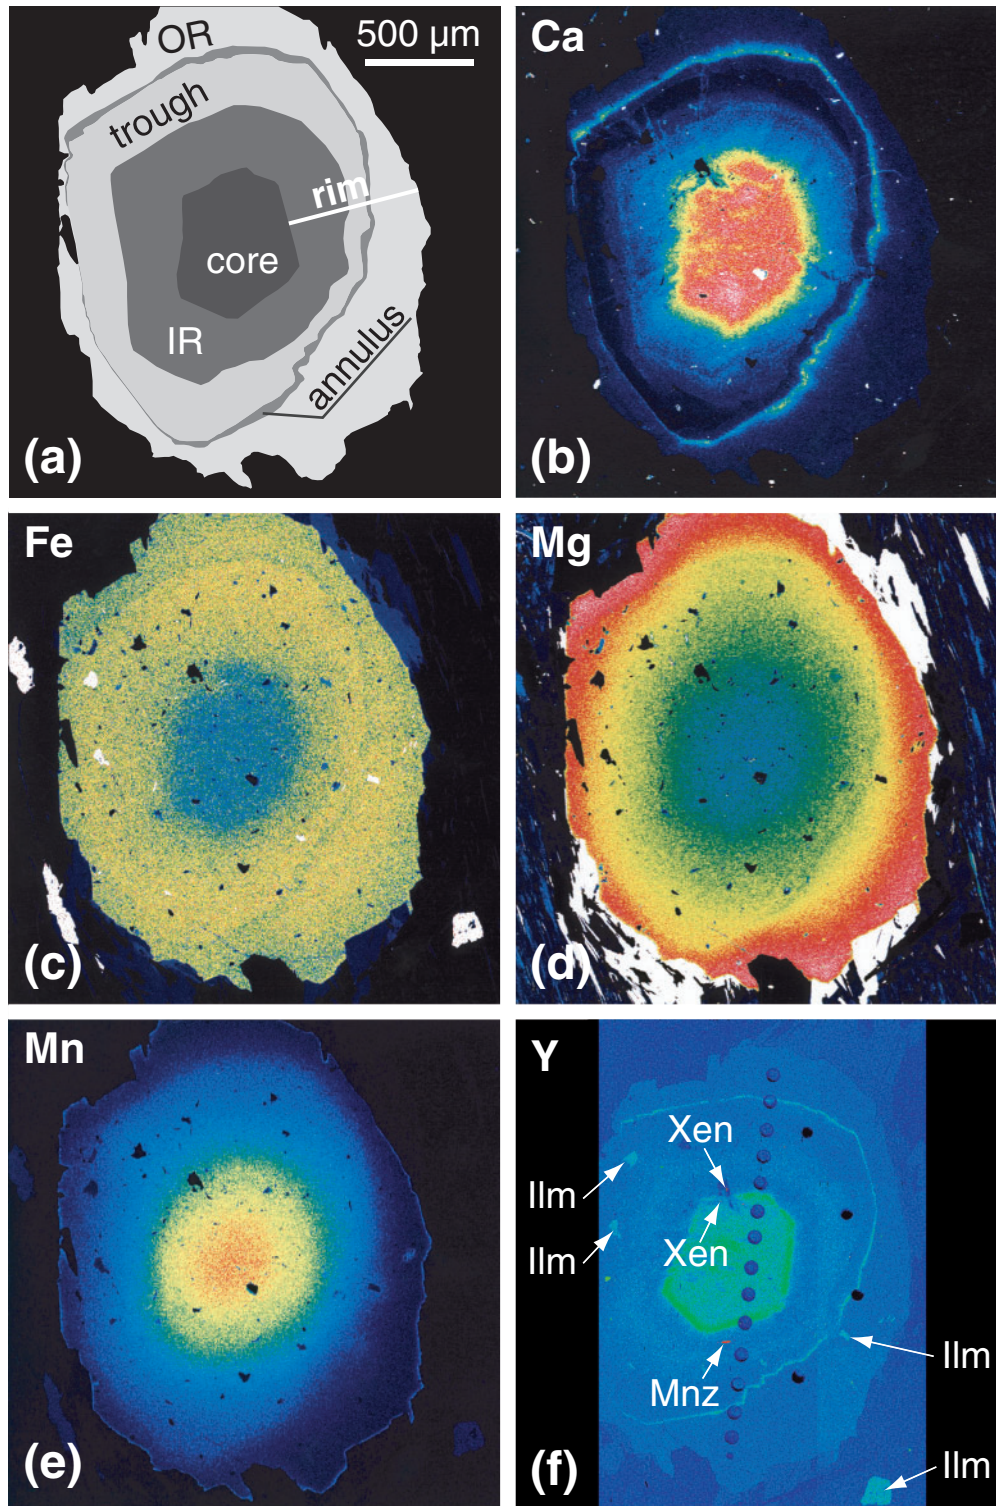 OR
500 µm
trough
rim
core
IR
annulus
(a)
Ca
(b)
Fe
(c)
Mg
(d)
Mn
(e)
Y
Xen
Ilm
Ilm
Xen
Mnz
Ilm
Ilm
(f)